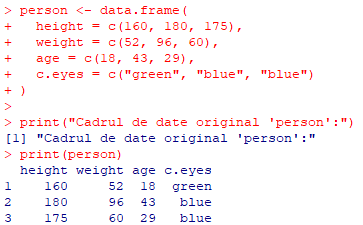 > person <- data.frame(
+   height = c(160, 180, 175),
+   weight = c(52, 96, 60),
+   age = c(18, 43, 29),
+   c.eyes = c("green", "blue", "blue")
+ )
>
> print("Cadrul de date original 'person':")
[1] "Cadrul de date original 'person':"
> print(person)
  height weight age c.eyes
1    160     52  18  green
2    180     96  43   blue
3    175     60  29   blue